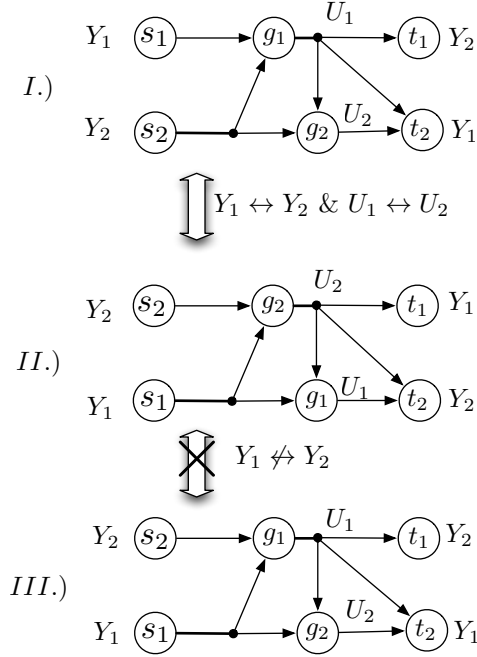 U₁
Y₁ s₁ g₁ t₁ Y₂
I.)
U₂
Y₂ s₂ g₂ t₂ Y₁
Y₁ ↔ Y₂ & U₁ ↔ U₂
U₂
Y₂ s₂ g₂ t₁ Y₁
II.)
U₁
Y₁ s₁ g₁ t₂ Y₂
Y₁ ↮ Y₂
U₁
Y₂ s₂ g₁ t₁ Y₂
III.)
U₂
Y₁ s₁ g₂ t₂ Y₁